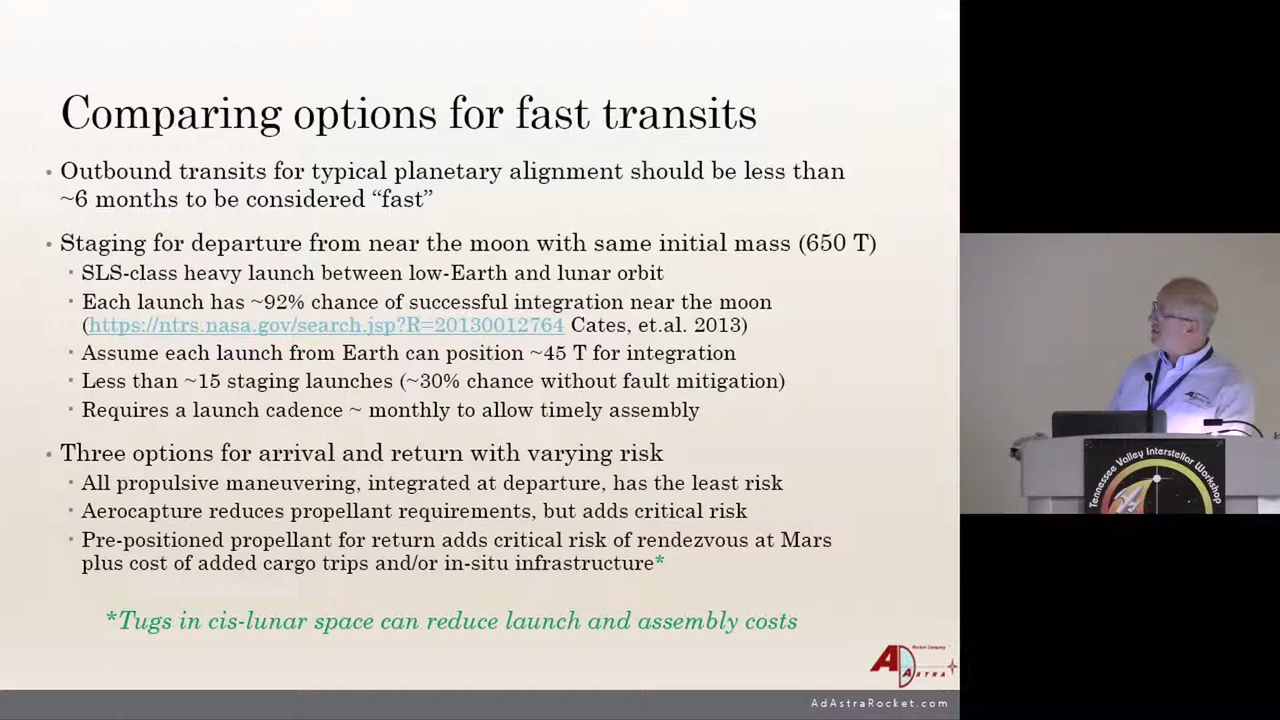 Comparing options for fast transits
• Outbound transits for typical planetary alignment should be less than
~6 months to be considered “fast”
• Staging for departure from near the moon with same initial mass (650 T)
• SLS-class heavy launch between low-Earth and lunar orbit
• Each launch has ~92% chance of successful integration near the moon
(https://ntrs.nasa.gov/search.jsp?R=20130012764 Cates, et.al. 2013)
• Assume each launch from Earth can position ~45 T for integration
• Less than ~15 staging launches (~30% chance without fault mitigation)
• Requires a launch cadence ~ monthly to allow timely assembly
• Three options for arrival and return with varying risk
• All propulsive maneuvering, integrated at departure, has the least risk
• Aerocapture reduces propellant requirements, but adds critical risk
• Pre-positioned propellant for return adds critical risk of rendezvous at Mars
plus cost of added cargo trips and/or in-situ infrastructure*
*Tugs in cis-lunar space can reduce launch and assembly costs
Rocket Company
AD ASTRA
AdAstraRocket.com
Tennessee Valley Interstellar Workshop